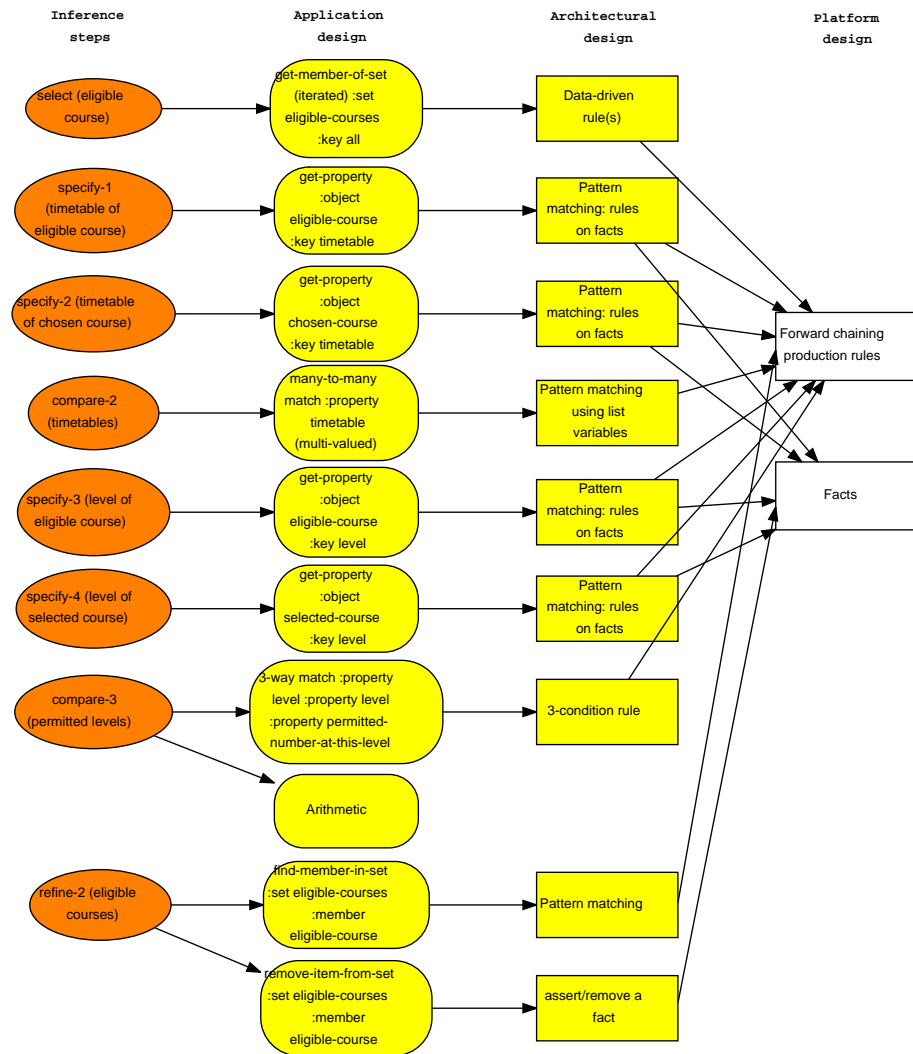 Inference
steps
Application
design
Architectural
design
Platform
design
select (eligible
course)
get-member-of-set
(iterated) :set
eligible-courses
:key all
Data-driven
rule(s)
specify-1
(timetable of
eligible course)
get-property
:object
eligible-course
:key timetable
Pattern
matching: rules
on facts
specify-2 (timetable
of chosen course)
get-property
:object
chosen-course
:key timetable
Pattern
matching: rules
on facts
Forward chaining
production rules
compare-2
(timetables)
many-to-many
match :property
timetable
(multi-valued)
Pattern matching
using list
variables
specify-3 (level of
eligible course)
get-property
:object
eligible-course
:key level
Pattern
matching: rules
on facts
Facts
specify-4 (level of
selected course)
get-property
:object
selected-course
:key level
Pattern
matching: rules
on facts
compare-3
(permitted levels)
3-way match :property
level :property level
:property permitted-
number-at-this-level
3-condition rule
Arithmetic
refine-2 (eligible
courses)
find-member-in-set
:set eligible-courses
:member
eligible-course
Pattern matching
remove-item-from-set
:set eligible-courses
:member
eligible-course
assert/remove a
fact